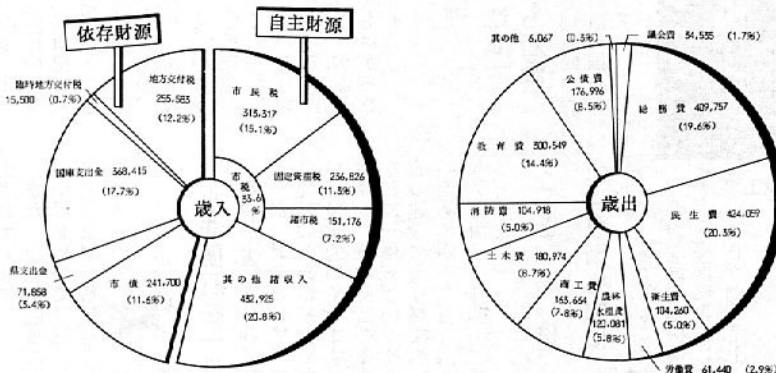 依存財源
自主財源
臨時地方交付税
15,500 (0.7%)
地方交付税
255,583
(12.2%)
市民税
313,317
(15.1%)
国庫支出金 368,415
(17.7%)
市税
33.6
%
固定資産税 236,826
(11.3%)
歳入
諸市税 151,176
(7.2%)
県支出金
71,858
(3.4%)
市債 241,700
(11.6%)
其の他諸収入
432,925
(20.8%)
其の他 6,067 (0.3%)
議会費 34,535 (1.7%)
公債費
176,996
(8.5%)
総務費 409,757
(19.6%)
教育費 300,549
(14.4%)
歳出
民生費 424,059
(20.3%)
消防費 104,918
(5.0%)
土木費 180,974
(8.7%)
商工費
163,664
(7.8%)
農林
水産費
120,081
(5.8%)
衛生費
104,260
(5.0%)
労働費 61,440 (2.9%)